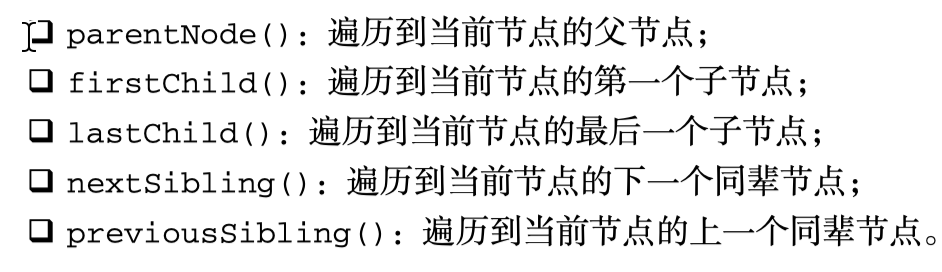 ❑ parentNode()：遍历到当前节点的父节点；
❑ firstChild()：遍历到当前节点的第一个子节点；
❑ lastChild()：遍历到当前节点的最后一个子节点；
❑ nextSibling()：遍历到当前节点的下一个同辈节点；
❑ previousSibling()：遍历到当前节点的上一个同辈节点。